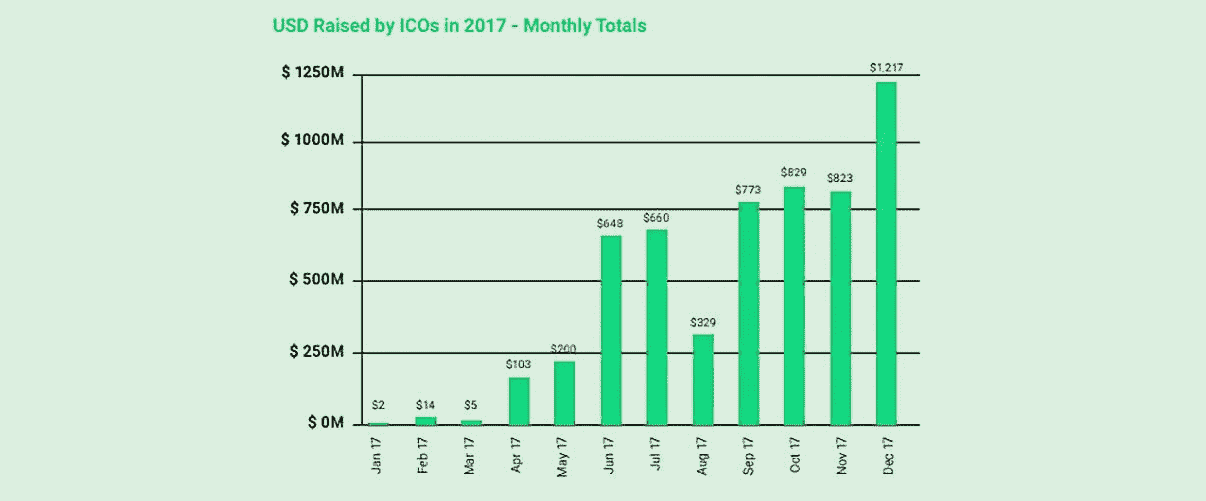 USD Raised by ICOs in 2017 - Monthly Totals
$ 1250M
$ 1000M
$ 750M
$ 500M
$ 250M
$ 0M
$2
$14
$5
$103
$200
$648
$660
$329
$773
$829
$823
$1,217
Jan 17
Feb 17
Mar 17
Apr 17
May 17
Jun 17
Jul 17
Aug 17
Sep 17
Oct 17
Nov 17
Dec 17